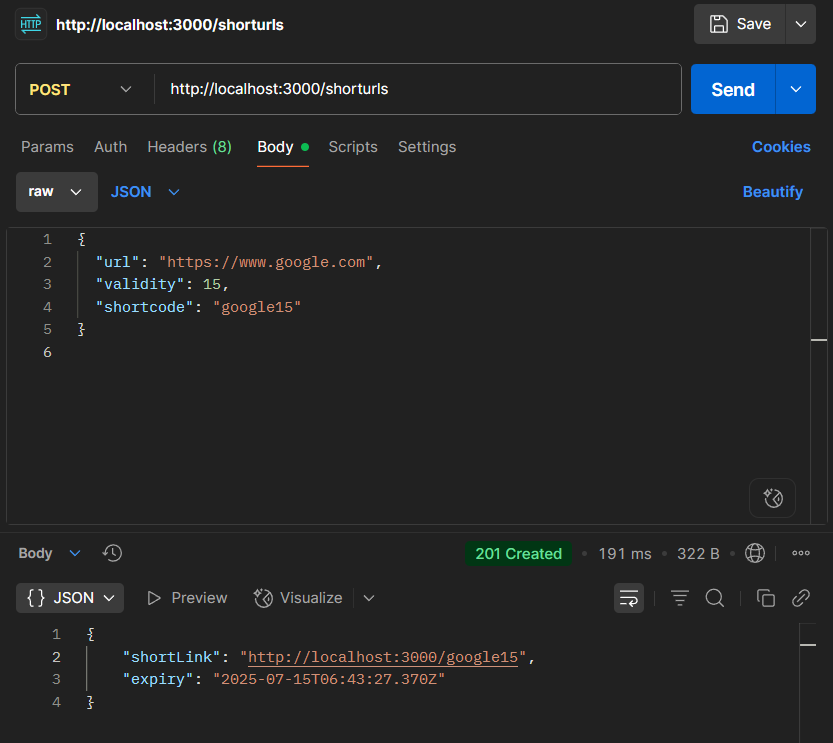 HTTP http://localhost:3000/shorturls Save
POST http://localhost:3000/shorturls Send
Params Auth Headers (8) Body Scripts Settings Cookies
raw JSON Beautify
1 {
2 "url": "https://www.google.com",
3 "validity": 15,
4 "shortcode": "google15"
5 }
6
Body 201 Created 191 ms 322 B
{} JSON Preview Visualize
1 {
2 "shortLink": "http://localhost:3000/google15",
3 "expiry": "2025-07-15T06:43:27.370Z"
4 }